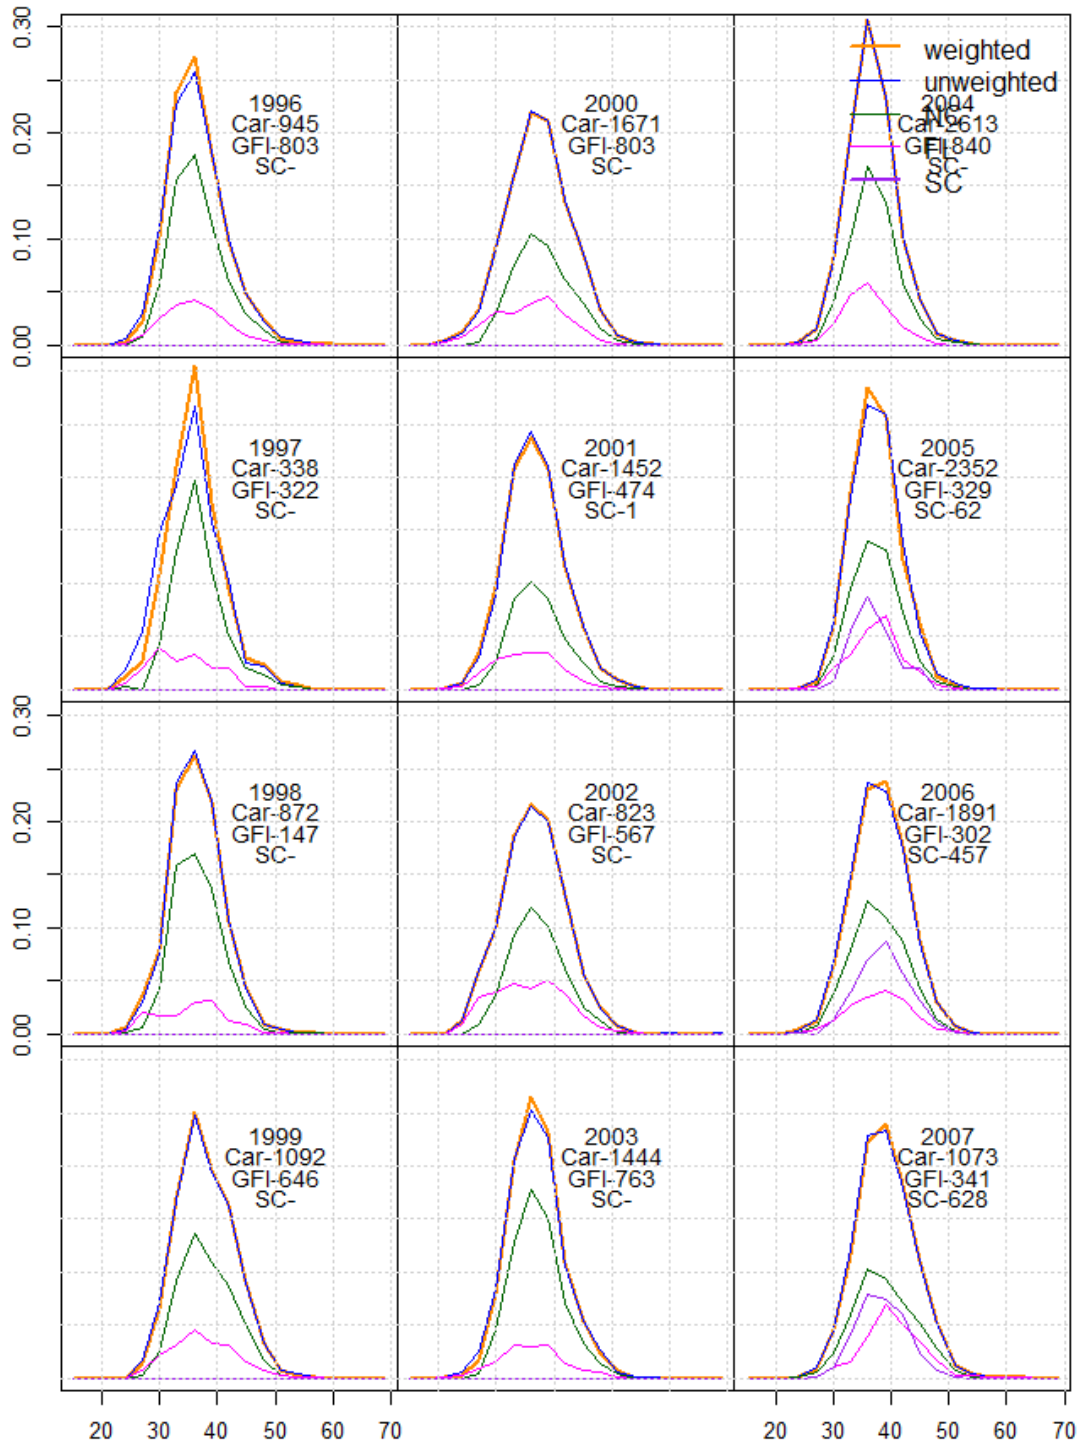 0.30
0.20
0.10
0.00
1996
Car-945
GFI-803
SC-
2000
Car-1671
GFI-803
SC-
weighted
unweighted
2004
NC
Car-2613
FL
GFI-840
SC-
SC
1997
Car-338
GFI-322
SC-
2001
Car-1452
GFI-474
SC-1
2005
Car-2352
GFI-329
SC-62
0.30
0.20
0.10
0.00
1998
Car-872
GFI-147
SC-
2002
Car-823
GFI-567
SC-
2006
Car-1891
GFI-302
SC-457
1999
Car-1092
GFI-646
SC-
2003
Car-1444
GFI-763
SC-
2007
Car-1073
GFI-341
SC-628
20 30 40 50 60 70
20 30 40 50 60 70